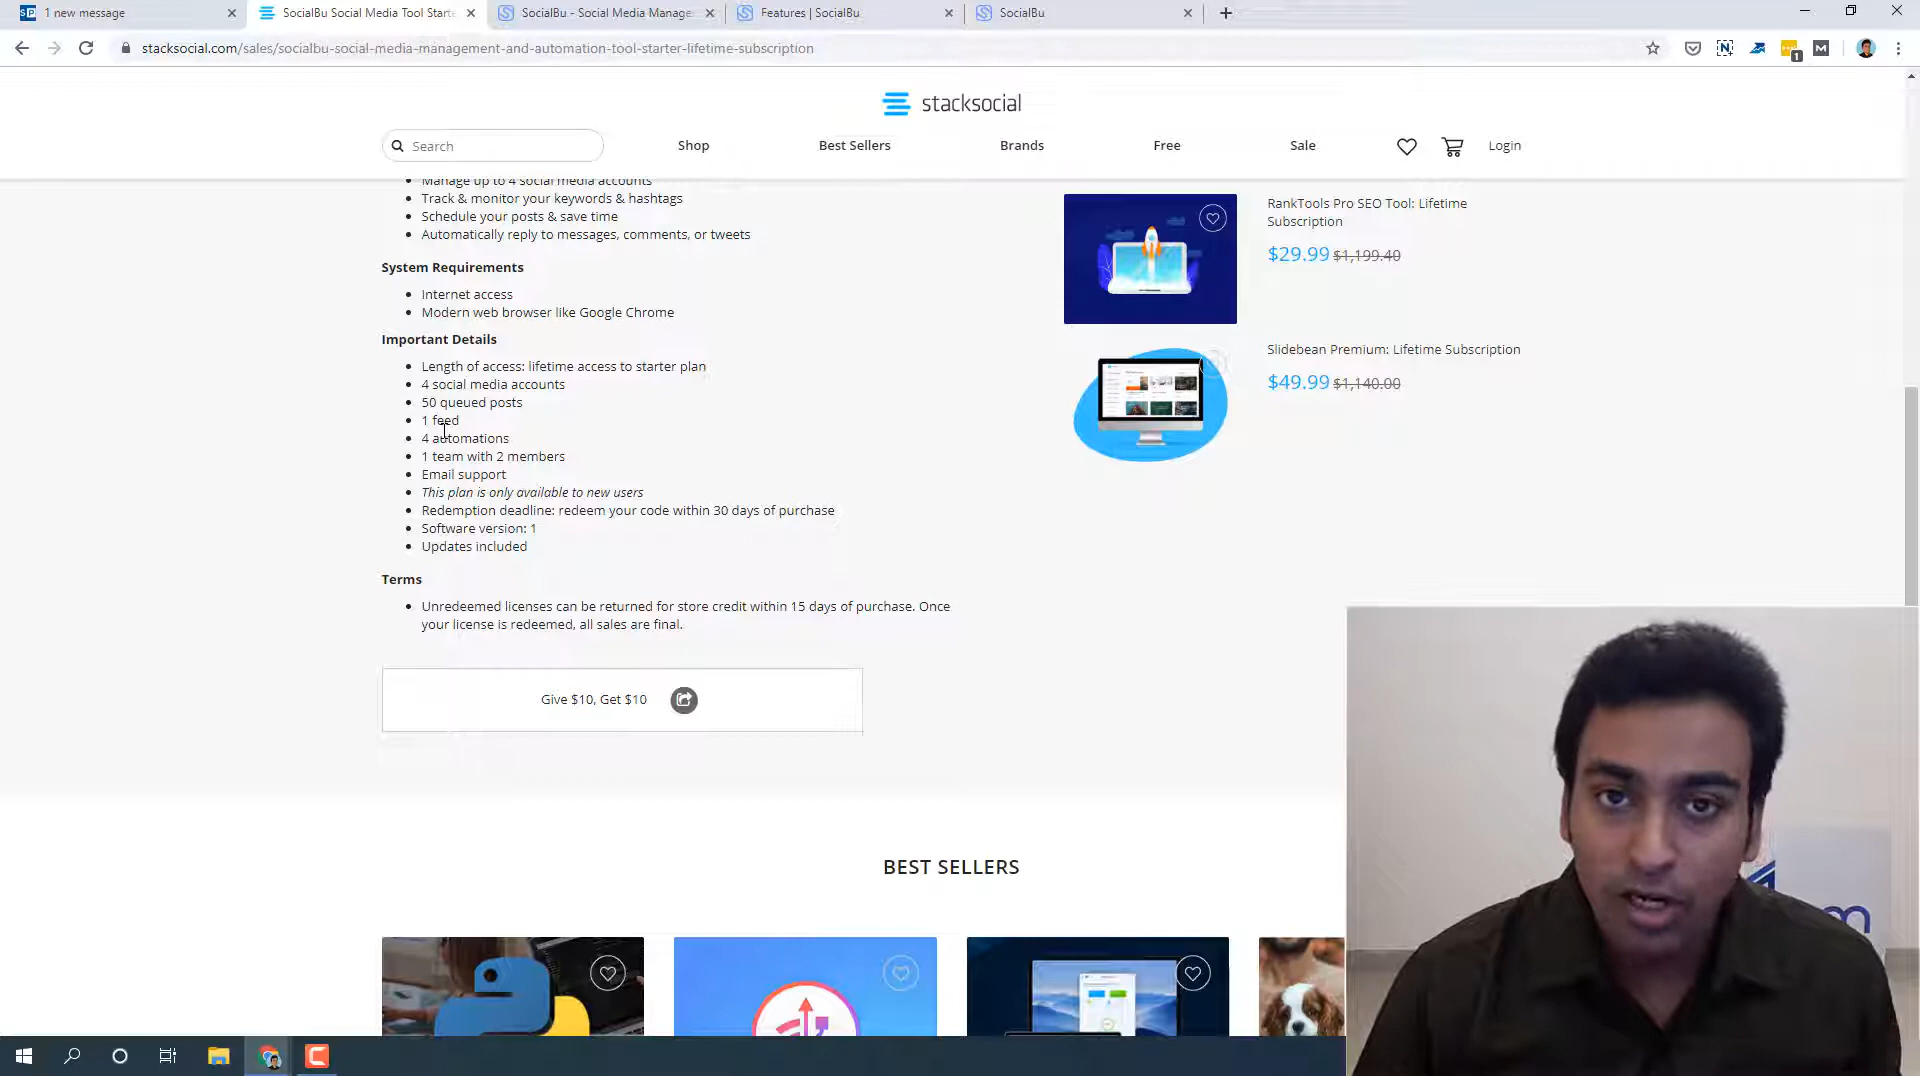 SP 1 new message
SocialBu Social Media Tool Starte
SocialBu - Social Media Manage
Features | SocialBu
SocialBu
stacksocial.com/sales/socialbu-social-media-management-and-automation-tool-starter-lifetime-subscription
1
stacksocial
Search
Shop
Best Sellers
Brands
Free
Sale
Login
Manage up to 4 social media accounts
Track & monitor your keywords & hashtags
Schedule your posts & save time
Automatically reply to messages, comments, or tweets
System Requirements
Internet access
Modern web browser like Google Chrome
Important Details
Length of access: lifetime access to starter plan
4 social media accounts
50 queued posts
1 feed
4 automations
1 team with 2 members
Email support
This plan is only available to new users
Redemption deadline: redeem your code within 30 days of purchase
Software version: 1
Updates included
Terms
Unredeemed licenses can be returned for store credit within 15 days of purchase. Once
your license is redeemed, all sales are final.
Give $10, Get $10
RankTools Pro SEO Tool: Lifetime
Subscription
$29.99 $1,199.40
Slidebean Premium: Lifetime Subscription
$49.99 $1,140.00
BEST SELLERS